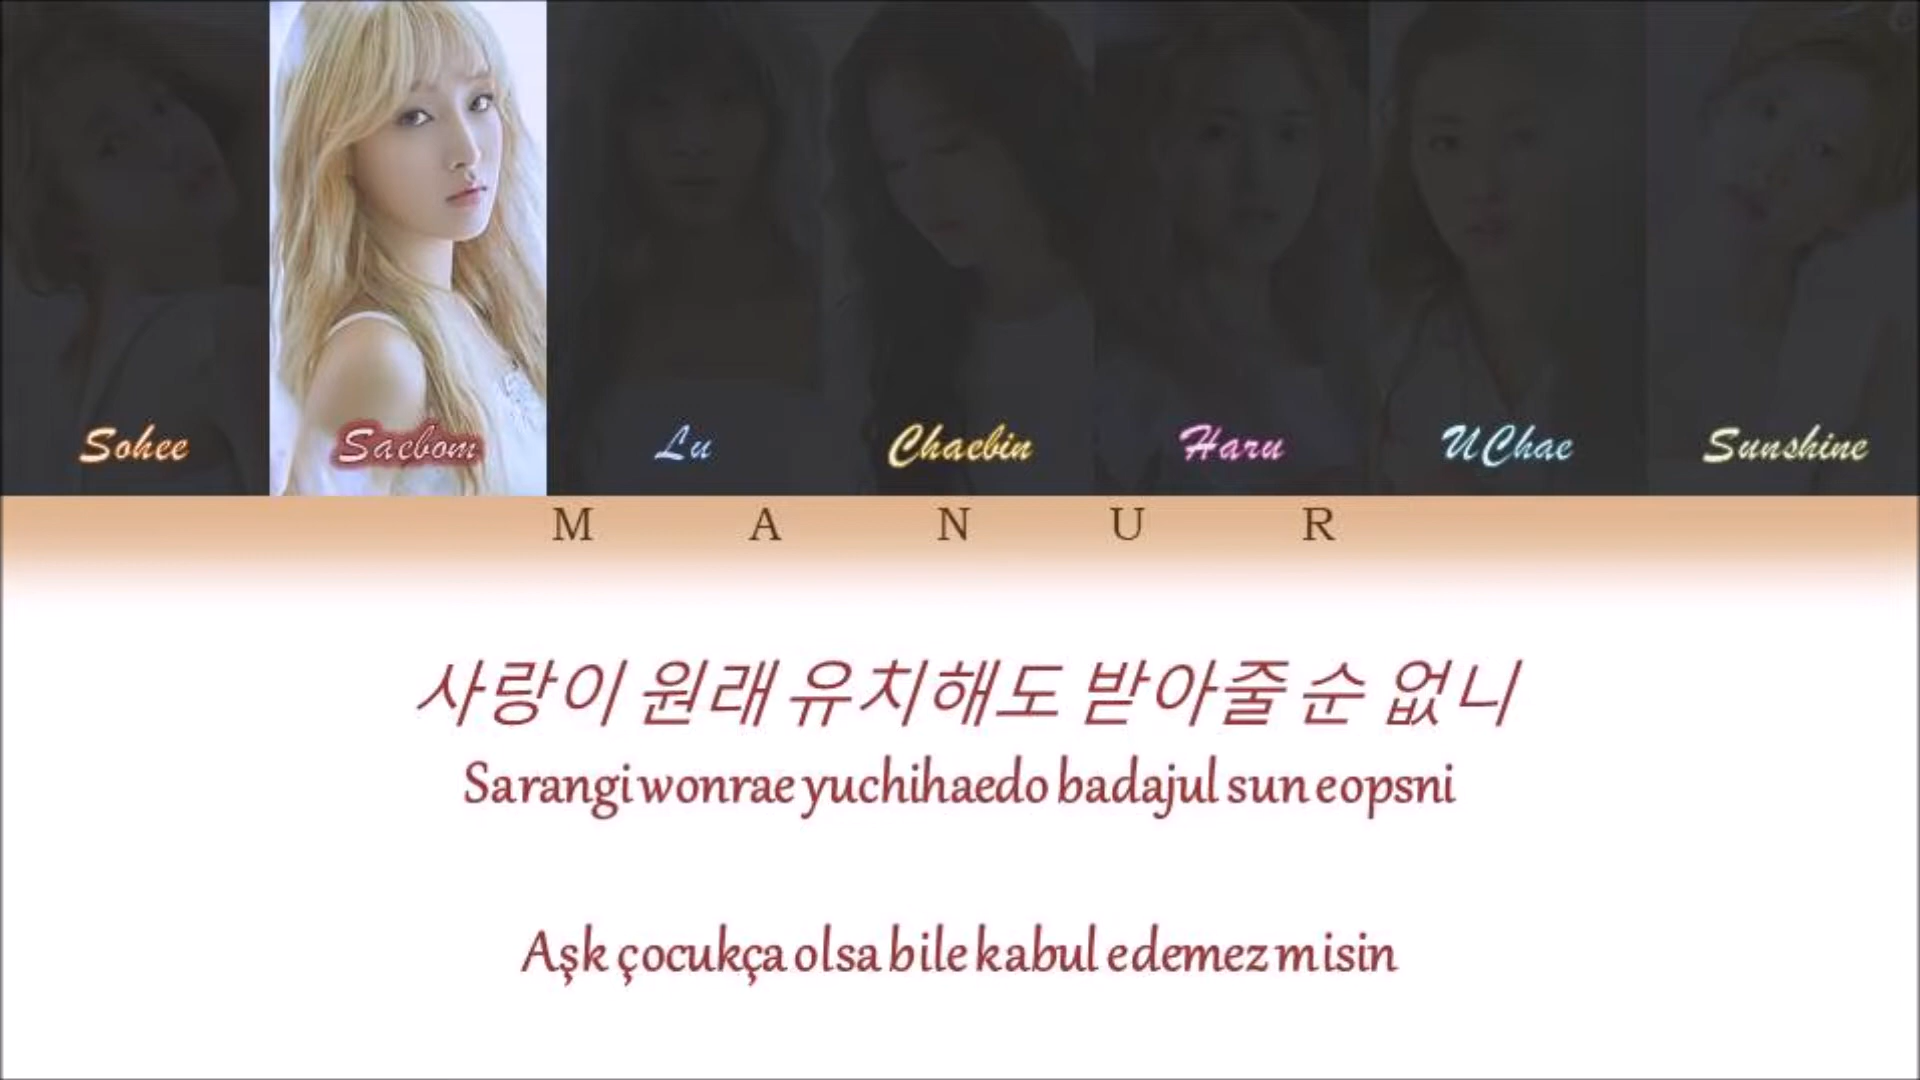 Sohee Saebom Lu Chaebin Haru UChae Sunshine
M A N U R
사랑이 원래 유치해도 받아줄 순 없니
Sarangi wonrae yuchihaedo badajul sun eopsni
Aşk çocukça olsa bile kabul edemez misin